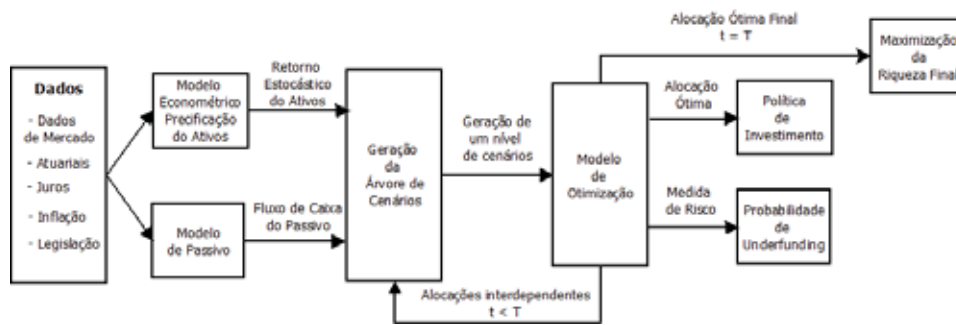 Dados
- Dados
de Mercado
- Atuariais
- Juros
- Inflação
- Legislação
Modelo
Econométrico
Precificação
do Ativos
Modelo
de Passivo
Retorno
Estocástico
do Ativos
Fluxo de Caixa
do Passivo
Geração
da
Árvore de
Cenários
Geração de
um nível
de cenários
Modelo
de
Otimização
Alocações interdependentes
t < T
Alocação Ótima Final
t = T
Alocação
Ótima
Medida
de Risco
Maximização
da
Riqueza Final
Política
de
Investimento
Probabilidade
de
Underfunding